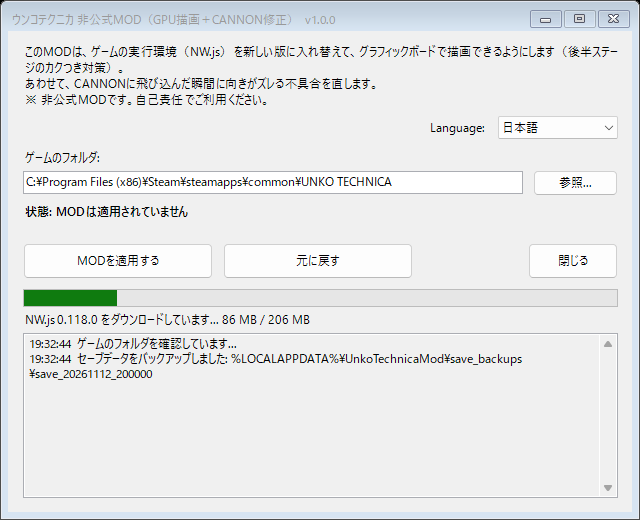 ウンコテクニカ 非公式MOD（GPU描画＋CANNON修正） v1.0.0
このMODは、ゲームの実行環境（NW.js）を新しい版に入れ替えて、グラフィックボードで描画できるようにします（後半ステー
ジのカクつき対策）。
あわせて、CANNONに飛び込んだ瞬間に向きがズレる不具合を直します。
※ 非公式MODです。自己責任でご利用ください。
Language: 日本語
ゲームのフォルダ:
C:¥Program Files (x86)¥Steam¥steamapps¥common¥UNKO TECHNICA 参照...
状態: MODは適用されていません
MODを適用する 元に戻す 閉じる
NW.js 0.118.0 をダウンロードしています... 86 MB / 206 MB
19:32:44 ゲームのフォルダを確認しています...
19:32:44 セーブデータをバックアップしました: %LOCALAPPDATA%¥UnkoTechnicaMod¥save_backups
¥save_20261112_200000